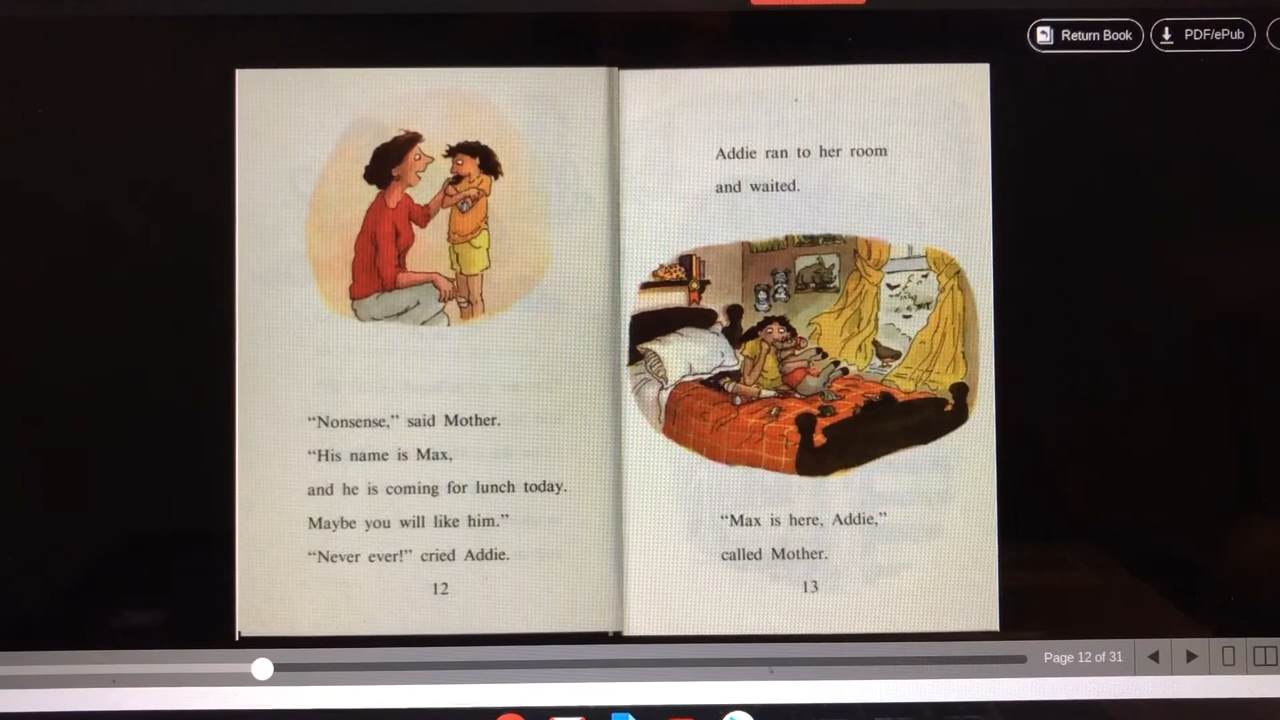 Return Book
PDF/ePub
"Nonsense," said Mother.
"His name is Max,
and he is coming for lunch today.
Maybe you will like him."
"Never ever!" cried Addie.
12
Addie ran to her room
and waited.
"Max is here, Addie,"
called Mother.
13
Page 12 of 31